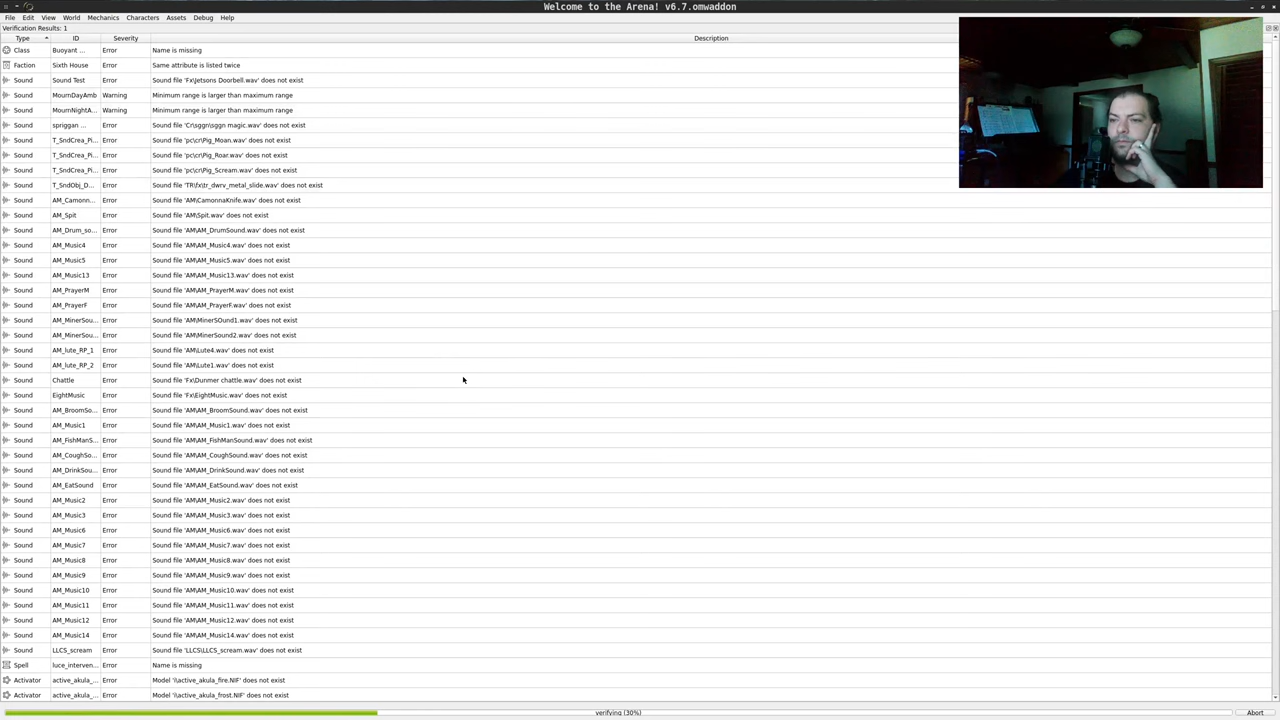 Welcome to the Arena! v6.7.omwaddon
File Edit View World Mechanics Characters Assets Debug Help
Verification Results: 1
Type ID Severity Description
Class Buoyant ... Error Name is missing
Faction Sixth House Error Same attribute is listed twice
Sound Sound Test Error Sound file 'Fx\Jetsons Doorbell.wav' does not exist
Sound MournDayAmb Warning Minimum range is larger than maximum range
Sound MournNightA... Warning Minimum range is larger than maximum range
Sound spriggan ... Error Sound file 'Cr\sggn\sggn magic.wav' does not exist
Sound T_SndCrea_Pi... Error Sound file 'pc\cr\Pig_Moan.wav' does not exist
Sound T_SndCrea_Pi... Error Sound file 'pc\cr\Pig_Roar.wav' does not exist
Sound T_SndCrea_Pi... Error Sound file 'pc\cr\Pig_Scream.wav' does not exist
Sound T_SndObj_D... Error Sound file 'TR\fx\tr_dwrv_metal_slide.wav' does not exist
Sound AM_Camonn... Error Sound file 'AM\CamonnaKnife.wav' does not exist
Sound AM_Spit Error Sound file 'AM\Spit.wav' does not exist
Sound AM_Drum_so... Error Sound file 'AM\AM_DrumSound.wav' does not exist
Sound AM_Music4 Error Sound file 'AM\AM_Music4.wav' does not exist
Sound AM_Music5 Error Sound file 'AM\AM_Music5.wav' does not exist
Sound AM_Music13 Error Sound file 'AM\AM_Music13.wav' does not exist
Sound AM_PrayerM Error Sound file 'AM\AM_PrayerM.wav' does not exist
Sound AM_PrayerF Error Sound file 'AM\AM_PrayerF.wav' does not exist
Sound AM_MinerSou... Error Sound file 'AM\MinerSOund1.wav' does not exist
Sound AM_MinerSou... Error Sound file 'AM\MinerSound2.wav' does not exist
Sound AM_lute_RP_1 Error Sound file 'AM\Lute4.wav' does not exist
Sound AM_lute_RP_2 Error Sound file 'AM\Lute1.wav' does not exist
Sound Chattle Error Sound file 'Fx\Dunmer chattle.wav' does not exist
Sound EightMusic Error Sound file 'Fx\EightMusic.wav' does not exist
Sound AM_BroomSo... Error Sound file 'AM\AM_BroomSound.wav' does not exist
Sound AM_Music1 Error Sound file 'AM\AM_Music1.wav' does not exist
Sound AM_FishManS... Error Sound file 'AM\AM_FishManSound.wav' does not exist
Sound AM_CoughSo... Error Sound file 'AM\AM_CoughSound.wav' does not exist
Sound AM_DrinkSou... Error Sound file 'AM\AM_DrinkSound.wav' does not exist
Sound AM_EatSound Error Sound file 'AM\AM_EatSound.wav' does not exist
Sound AM_Music2 Error Sound file 'AM\AM_Music2.wav' does not exist
Sound AM_Music3 Error Sound file 'AM\AM_Music3.wav' does not exist
Sound AM_Music6 Error Sound file 'AM\AM_Music6.wav' does not exist
Sound AM_Music7 Error Sound file 'AM\AM_Music7.wav' does not exist
Sound AM_Music8 Error Sound file 'AM\AM_Music8.wav' does not exist
Sound AM_Music9 Error Sound file 'AM\AM_Music9.wav' does not exist
Sound AM_Music10 Error Sound file 'AM\AM_Music10.wav' does not exist
Sound AM_Music11 Error Sound file 'AM\AM_Music11.wav' does not exist
Sound AM_Music12 Error Sound file 'AM\AM_Music12.wav' does not exist
Sound AM_Music14 Error Sound file 'AM\AM_Music14.wav' does not exist
Sound LLCS_scream Error Sound file 'LLCS\LLCS_scream.wav' does not exist
Spell luce_interven... Error Name is missing
Activator active_akula_... Error Model 'i\active_akula_fire.NIF' does not exist
Activator active_akula_... Error Model 'i\active_akula_frost.NIF' does not exist
verifying (30%) Abort